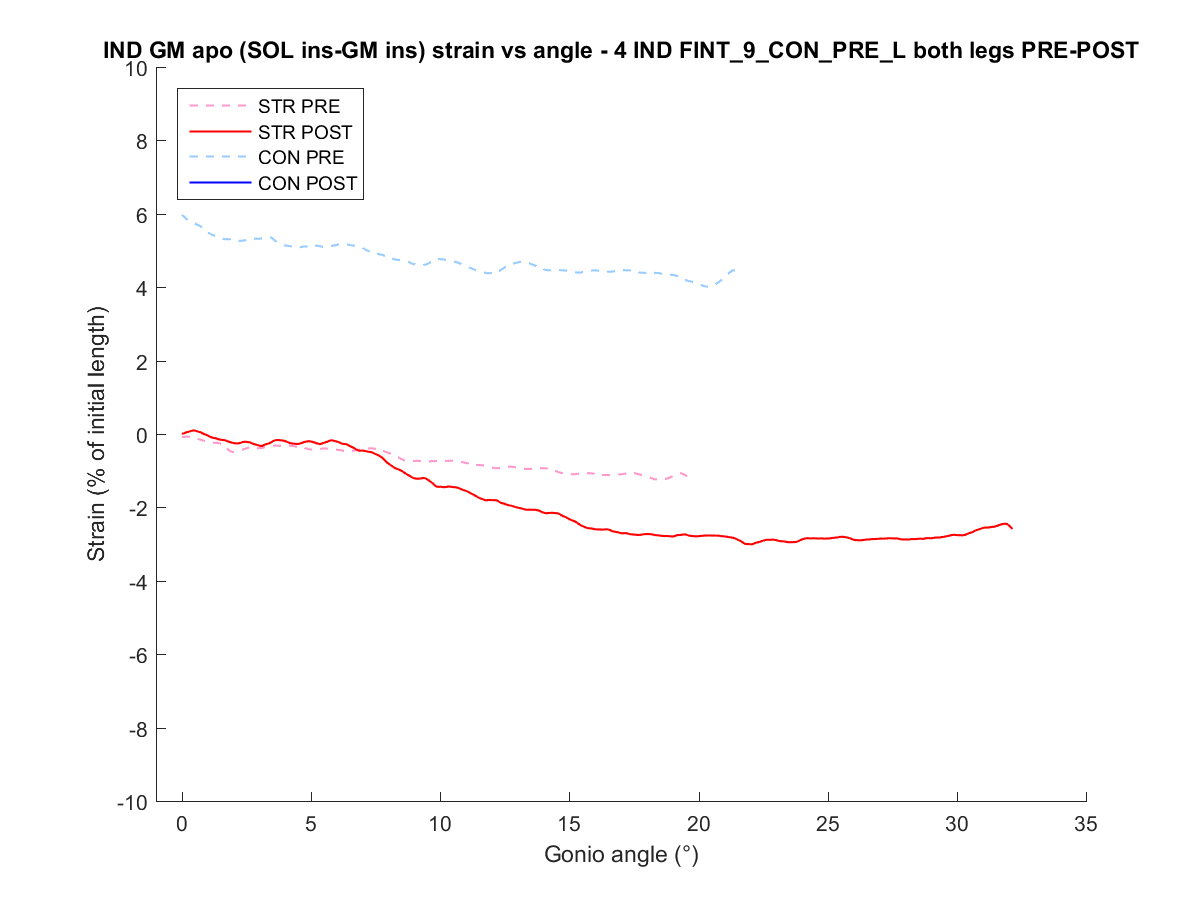 IND GM apo (SOL ins-GM ins) strain vs angle - 4 IND FINT_9_CON_PRE_L both legs PRE-POST
STR PRE
STR POST
CON PRE
CON POST
10
8
6
4
2
0
-2
-4
-6
-8
-10
Strain (% of initial length)
0 5 10 15 20 25 30 35
Gonio angle (°)